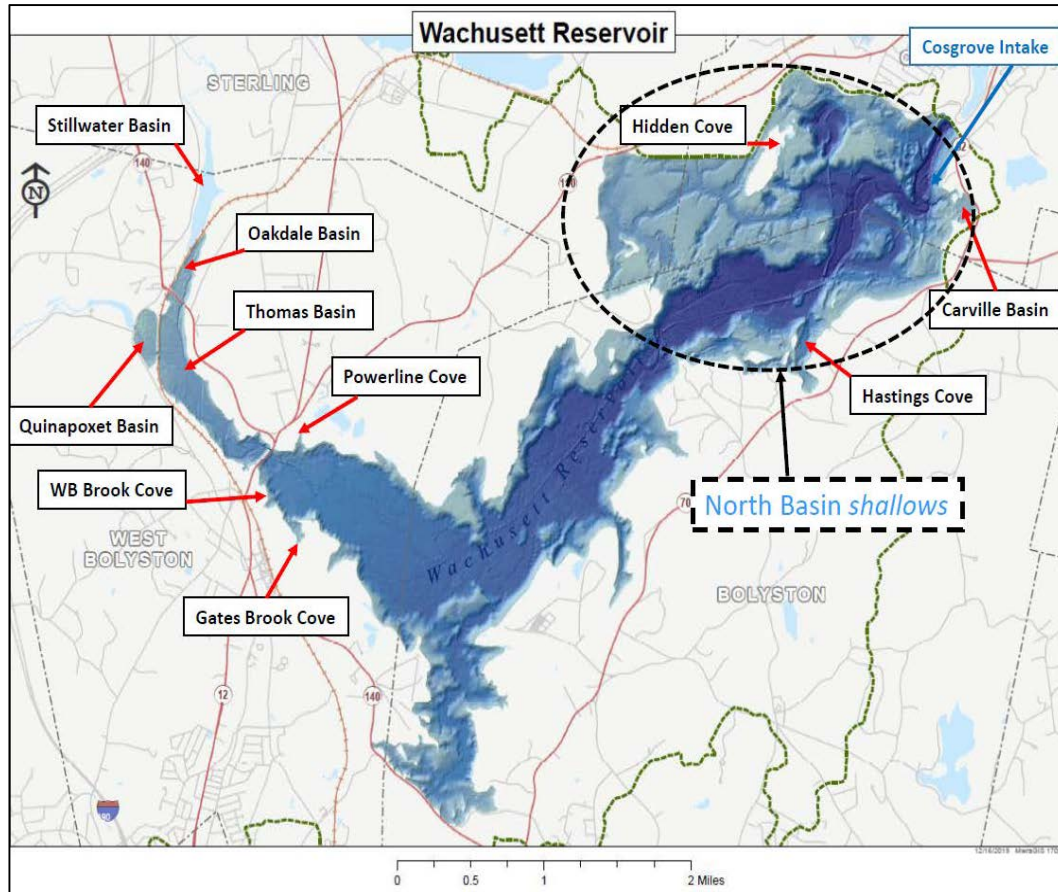 Wachusett Reservoir
Cosgrove Intake
STERLING
Stillwater Basin
140
Hidden Cove
12
N
Oakdale Basin
Thomas Basin
Carville Basin
Powerline Cove
Hastings Cove
Quinapoxet Basin
Wachusett Reservoir
WB Brook Cove
70
North Basin shallows
WEST
BOLYSTON
BOLYSTON
Gates Brook Cove
12
140
0 0.5 1 2 Miles